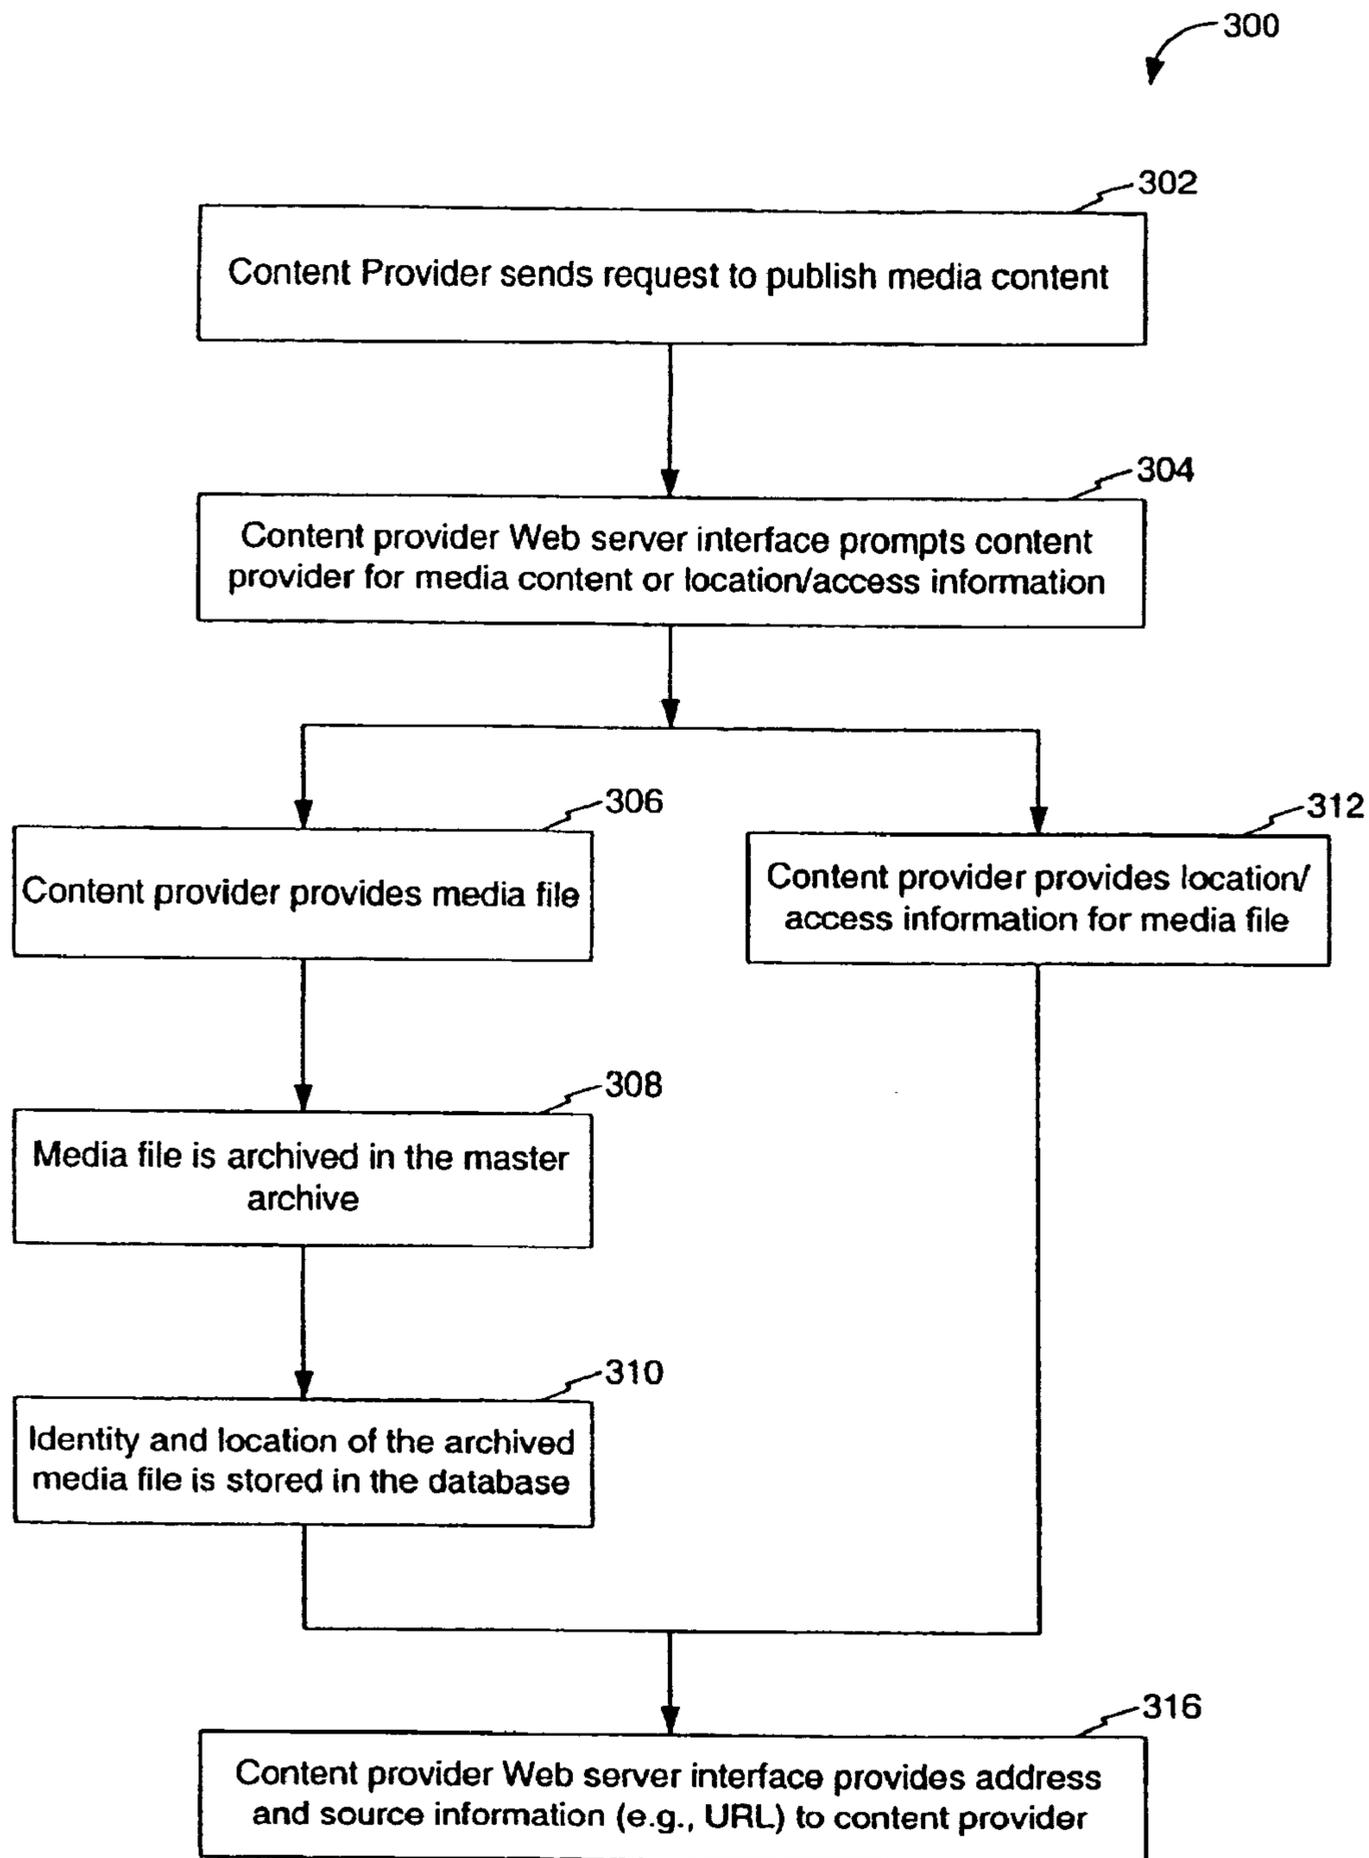 300
302
Content Provider sends request to publish media content
304
Content provider Web server interface prompts content
provider for media content or location/access information
306
Content provider provides media file
312
Content provider provides location/
access information for media file
308
Media file is archived in the master
archive
310
Identity and location of the archived
media file is stored in the database
316
Content provider Web server interface provides address
and source information (e.g., URL) to content provider